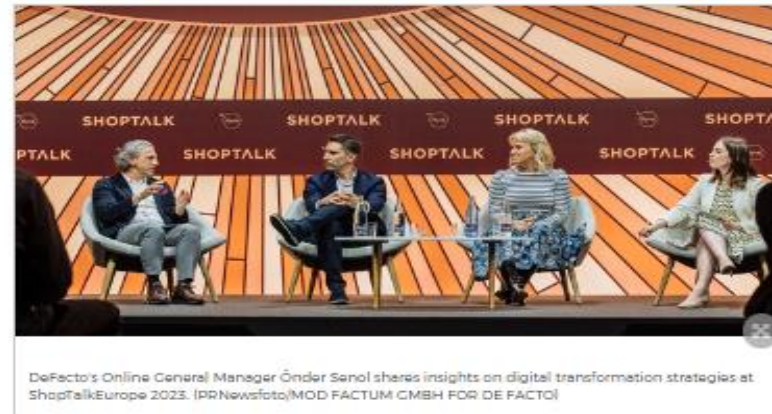 SHOPTALK SHOPTALK SHOPTALK SHOPTA
PTALK SHOPTALK SHOPTALK SHOPTALK
DeFacto's Online General Manager Önder Senol shares insights on digital transformation strategies at
ShopTalkEurope 2023. (PRNewsfoto/MOD FACTUM GMBH FOR DE FACTO)